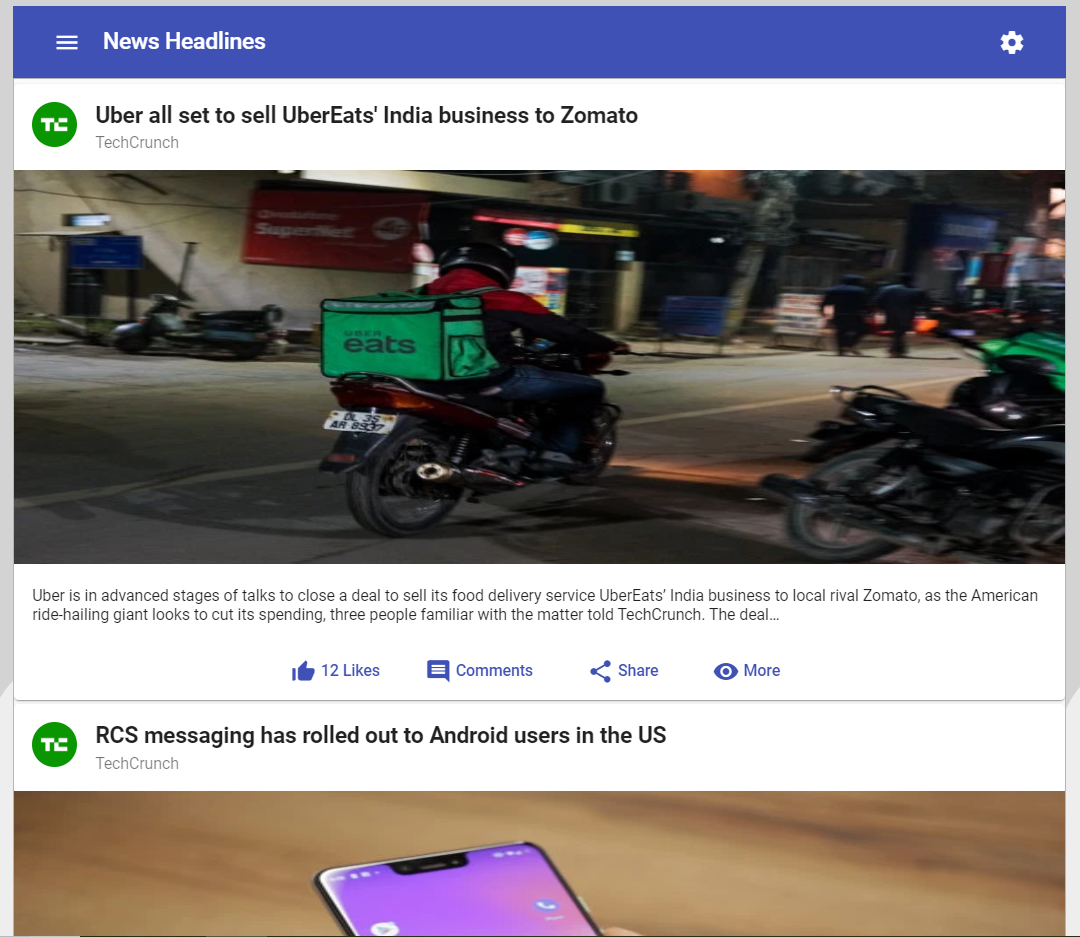 News Headlines
TC
Uber all set to sell UberEats' India business to Zomato
TechCrunch
SuperNet
UBER
eats
DL 3S
AR 8937
Uber is in advanced stages of talks to close a deal to sell its food delivery service UberEats’ India business to local rival Zomato, as the American
ride-hailing giant looks to cut its spending, three people familiar with the matter told TechCrunch. The deal…
12 Likes
Comments
Share
More
TC
RCS messaging has rolled out to Android users in the US
TechCrunch